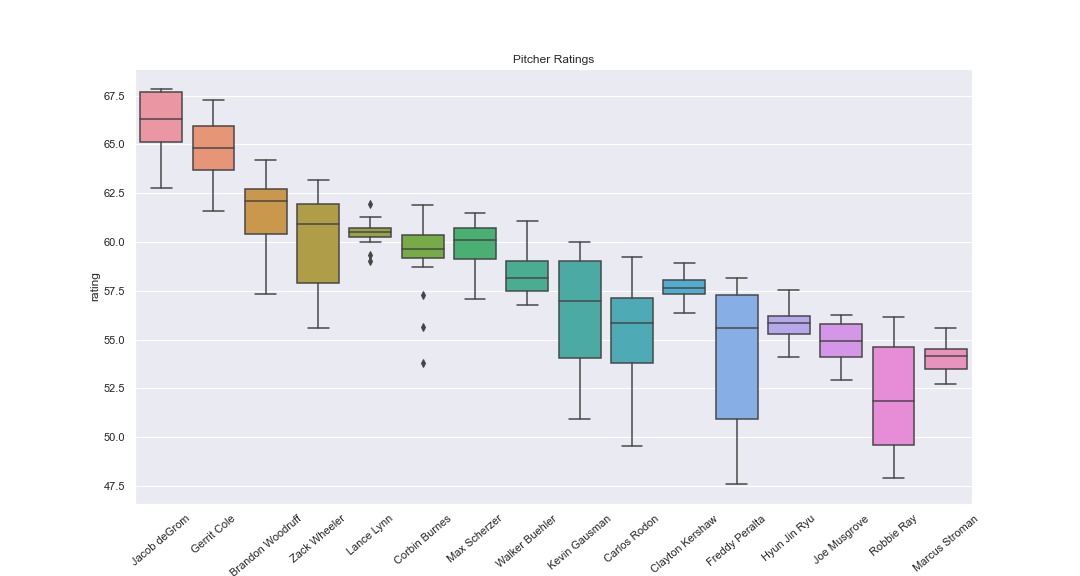 Pitcher Ratings
67.5
65.0
62.5
60.0
57.5
55.0
52.5
50.0
47.5
rating
Jacob deGrom
Gerrit Cole
Brandon Woodruff
Zack Wheeler
Lance Lynn
Corbin Burnes
Max Scherzer
Walker Buehler
Kevin Gausman
Carlos Rodon
Clayton Kershaw
Freddy Peralta
Hyun Jin Ryu
Joe Musgrove
Robbie Ray
Marcus Stroman